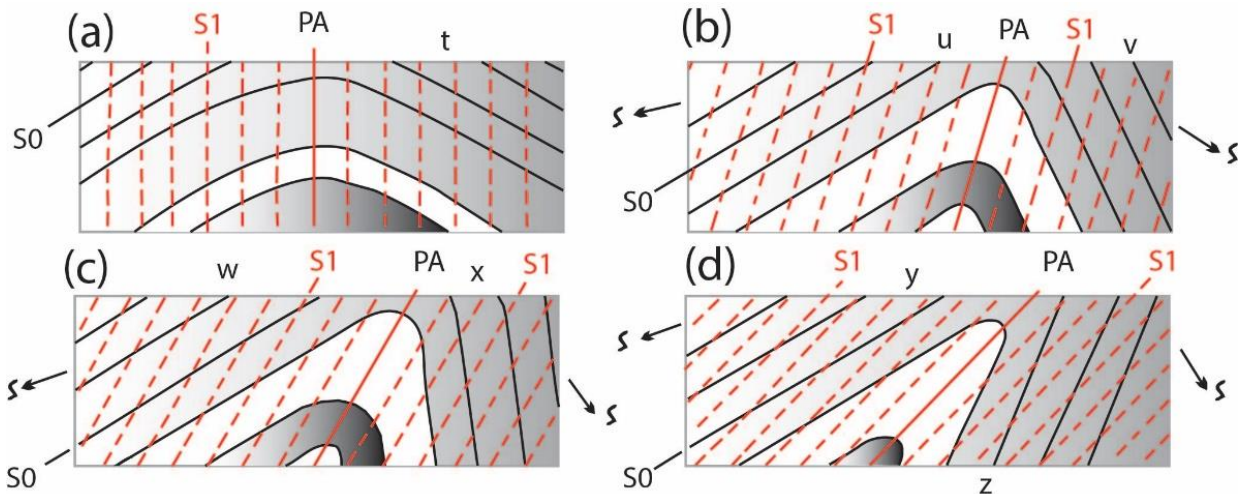 (a) S1 PA t
S0
(b) S1 u PA S1 v
S0
(c) w S1 PA x S1
S0
(d) S1 y PA S1
S0
z